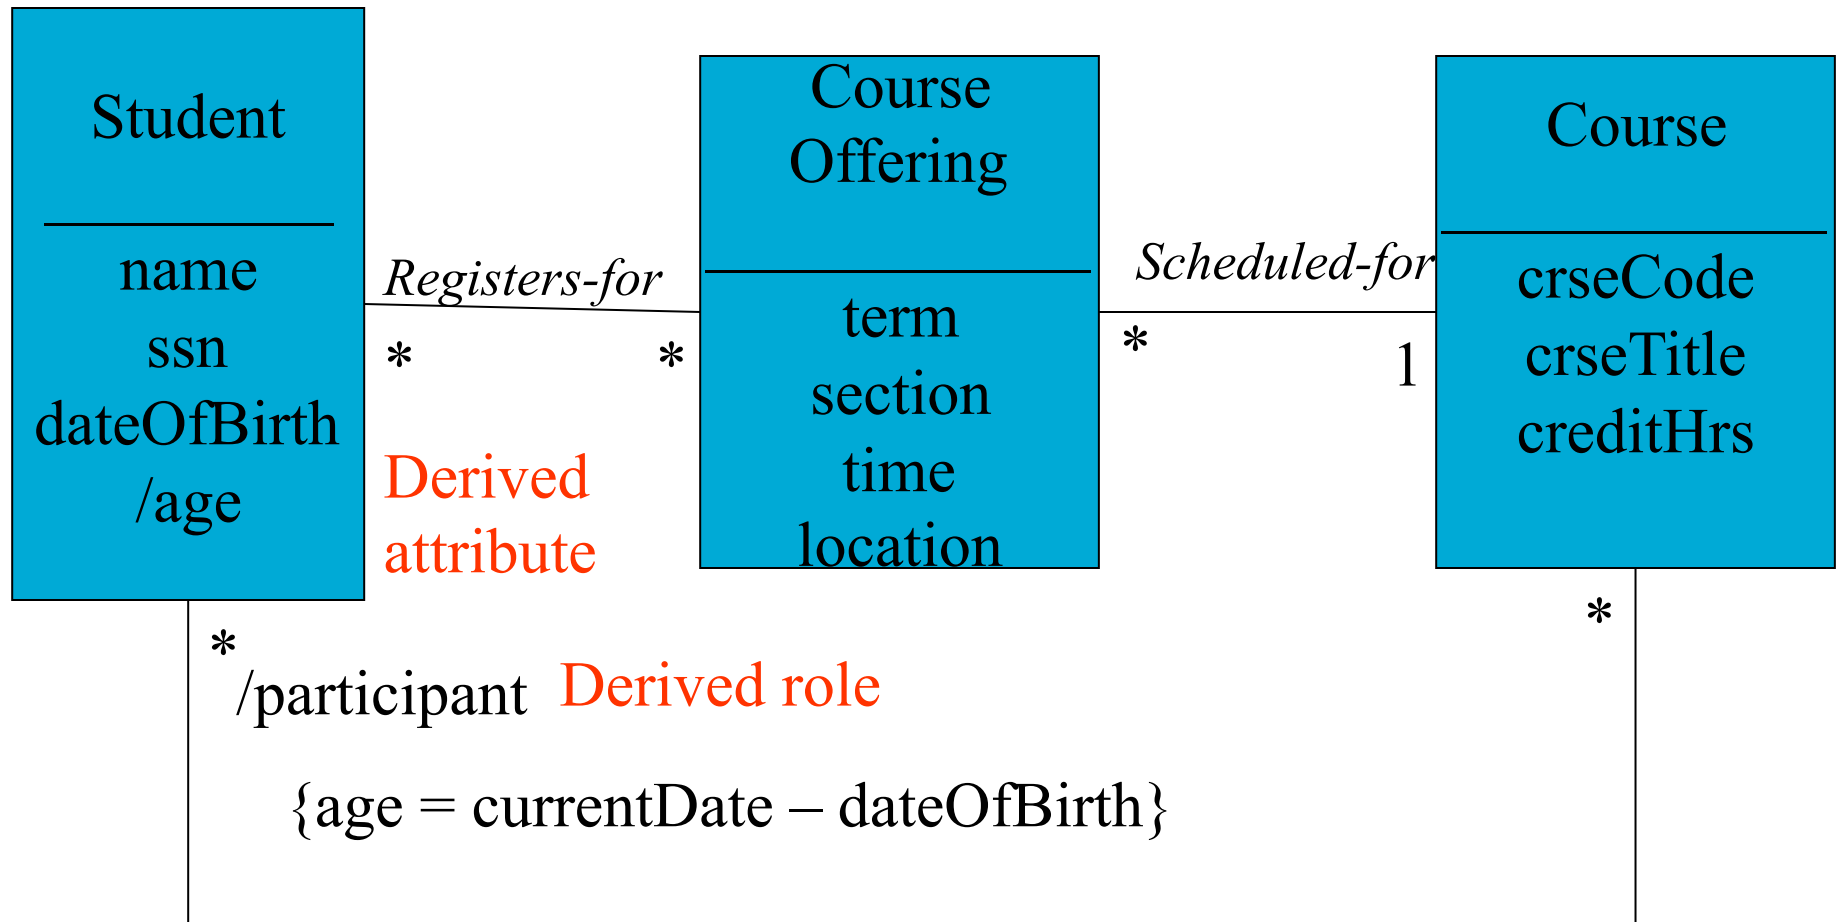 Student
name
ssn
dateOfBirth
/age
Registers-for
*
*
Derived
attribute
Course
Offering
term
section
time
location
Scheduled-for
*
1
Course
crseCode
crseTitle
creditHrs
*
*
/participant
Derived role
{age = currentDate – dateOfBirth}